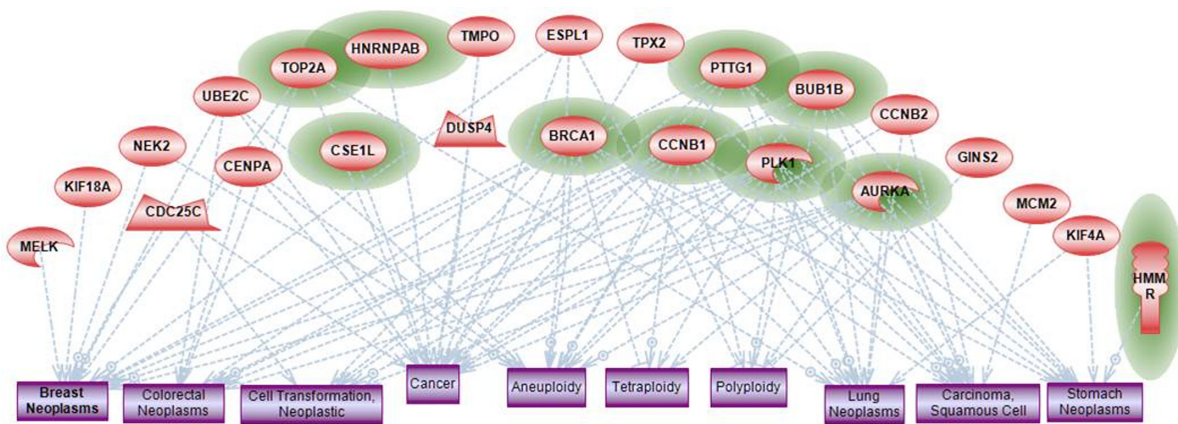 TMPO
ESPL1
TPX2
HNRNPAB
TOP2A
PTTG1
BUB1B
UBE2C
CCNB2
DUSP4
BRCA1
CCNB1
NEK2
CSE1L
CENPA
PLK1
GINS2
KIF18A
AURKA
CDC25C
MCM2
KIF4A
MELK
HMM
R
Breast
Neoplasms
Colorectal
Neoplasms
Cell Transformation,
Neoplastic
Cancer
Aneuploidy
Tetraploidy
Polyploidy
Lung
Neoplasms
Carcinoma,
Squamous Cell
Stomach
Neoplasms